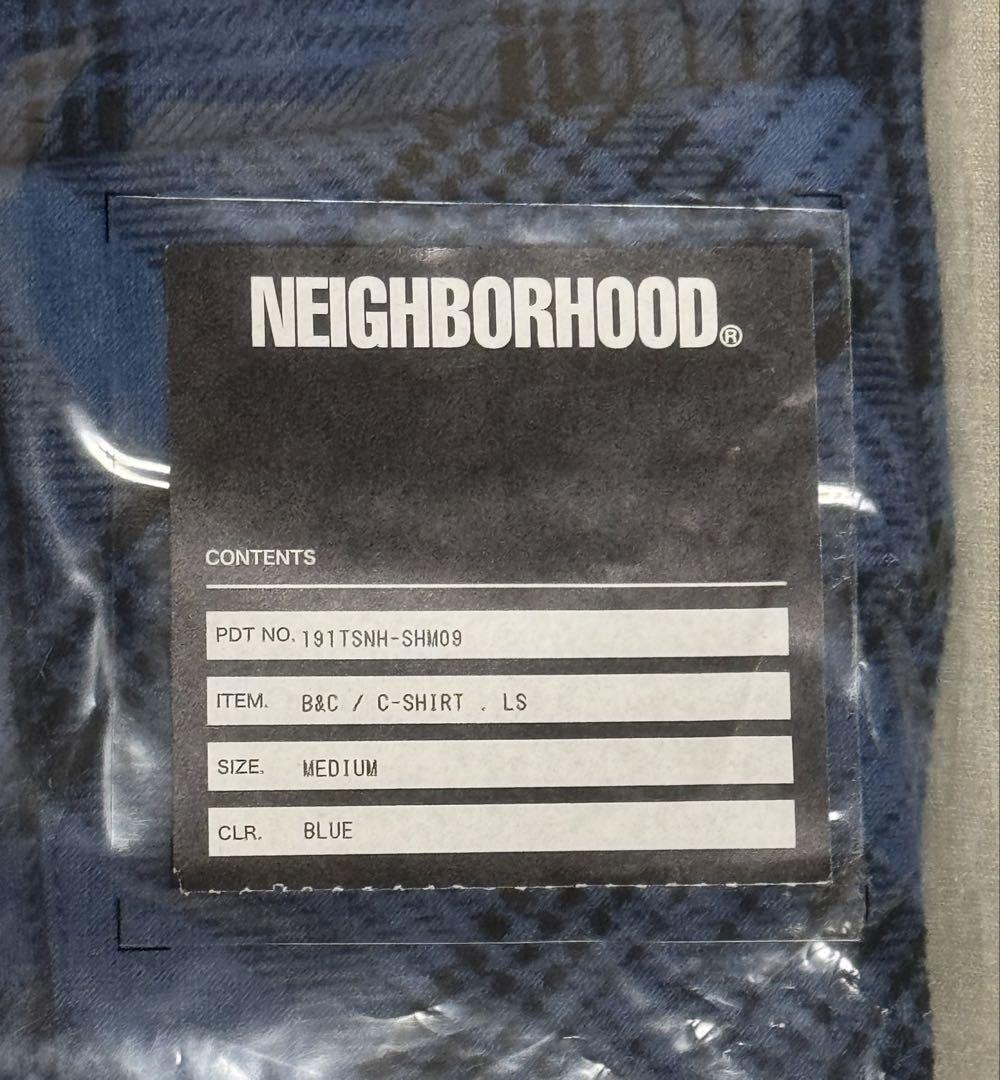 NEIGHBORHOOD®
CONTENTS
PDT NO. 191TSNH-SHM09
ITEM. B&C / C-SHIRT . LS
SIZE. MEDIUM
CLR. BLUE